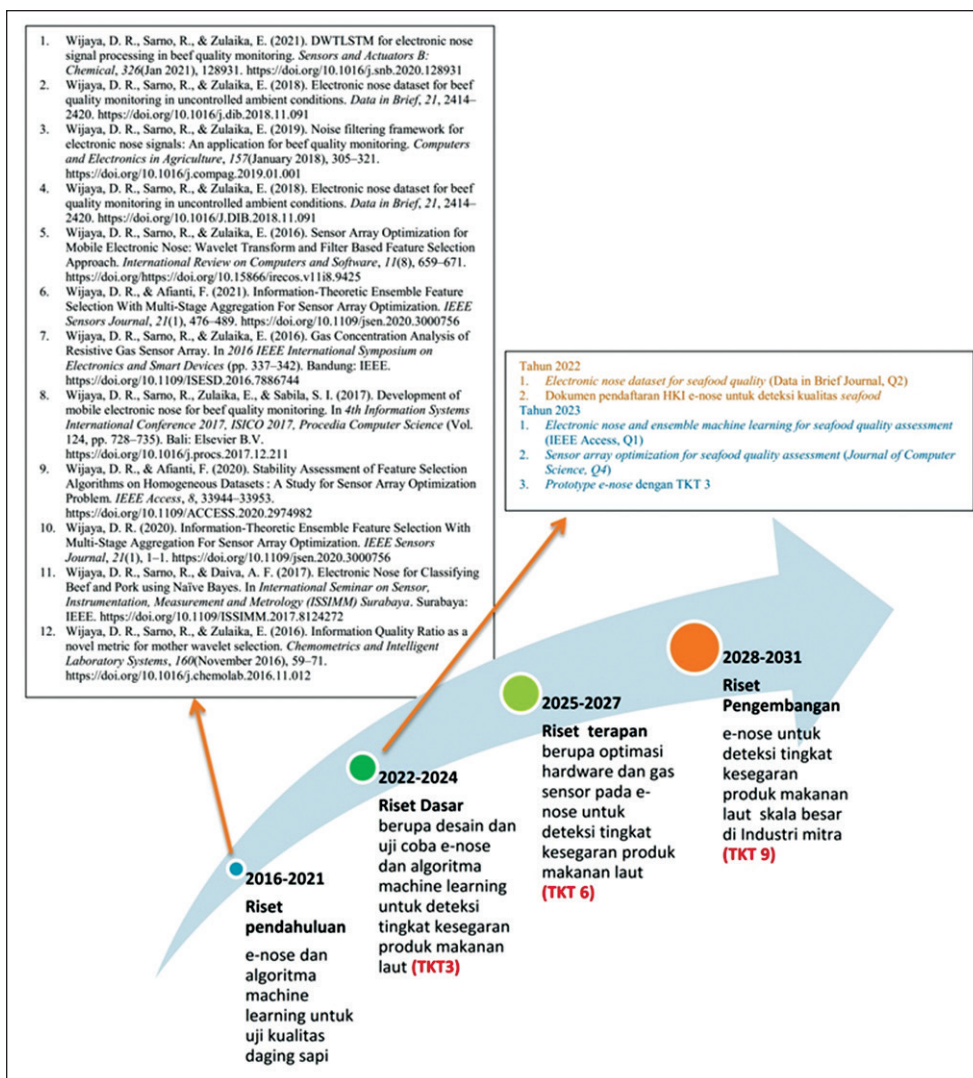 1. Wijaya, D. R., Sarno, R., & Zulaika, E. (2021). DWTLSTM for electronic nose
signal processing in beef quality monitoring. Sensors and Actuators B:
Chemical, 326(Jan 2021), 128931. https://doi.org/10.1016/j.snb.2020.128931
2. Wijaya, D. R., Sarno, R., & Zulaika, E. (2018). Electronic nose dataset for beef
quality monitoring in uncontrolled ambient conditions. Data in Brief, 21, 2414–
2420. https://doi.org/10.1016/j.dib.2018.11.091
3. Wijaya, D. R., Sarno, R., & Zulaika, E. (2019). Noise filtering framework for
electronic nose signals: An application for beef quality monitoring. Computers
and Electronics in Agriculture, 157(January 2018), 305–321.
https://doi.org/10.1016/j.compag.2019.01.001
4. Wijaya, D. R., Sarno, R., & Zulaika, E. (2018). Electronic nose dataset for beef
quality monitoring in uncontrolled ambient conditions. Data in Brief, 21, 2414–
2420. https://doi.org/10.1016/J.DIB.2018.11.091
5. Wijaya, D. R., Sarno, R., & Zulaika, E. (2016). Sensor Array Optimization for
Mobile Electronic Nose: Wavelet Transform and Filter Based Feature Selection
Approach. International Review on Computers and Software, 11(8), 659–671.
https://doi.org/https://doi.org/10.15866/irecos.v11i8.9425
6. Wijaya, D. R., & Afianti, F. (2021). Information-Theoretic Ensemble Feature
Selection With Multi-Stage Aggregation For Sensor Array Optimization. IEEE
Sensors Journal, 21(1), 476–489. https://doi.org/10.1109/jsen.2020.3000756
7. Wijaya, D. R., Sarno, R., & Zulaika, E. (2016). Gas Concentration Analysis of
Resistive Gas Sensor Array. In 2016 IEEE International Symposium on
Electronics and Smart Devices (pp. 337–342). Bandung: IEEE.
https://doi.org/10.1109/ISESD.2016.7886744
8. Wijaya, D. R., Sarno, R., Zulaika, E., & Sabila, S. I. (2017). Development of
mobile electronic nose for beef quality monitoring. In 4th Information Systems
International Conference 2017, ISICO 2017, Procedia Computer Science (Vol.
124, pp. 728–735). Bali: Elsevier B.V.
https://doi.org/10.1016/j.procs.2017.12.211
9. Wijaya, D. R., & Afianti, F. (2020). Stability Assessment of Feature Selection
Algorithms on Homogeneous Datasets : A Study for Sensor Array Optimization
Problem. IEEE Access, 8, 33944–33953.
https://doi.org/10.1109/ACCESS.2020.2974982
10. Wijaya, D. R. (2020). Information-Theoretic Ensemble Feature Selection With
Multi-Stage Aggregation For Sensor Array Optimization. IEEE Sensors
Journal, 21(1), 1–1. https://doi.org/10.1109/jsen.2020.3000756
11. Wijaya, D. R., Sarno, R., & Daiva, A. F. (2017). Electronic Nose for Classifying
Beef and Pork using Naïve Bayes. In International Seminar on Sensor,
Instrumentation, Measurement and Metrology (ISSIMM) Surabaya. Surabaya:
IEEE. https://doi.org/10.1109/ISSIMM.2017.8124272
12. Wijaya, D. R., Sarno, R., & Zulaika, E. (2016). Information Quality Ratio as a
novel metric for mother wavelet selection. Chemometrics and Intelligent
Laboratory Systems, 160(November 2016), 59–71.
https://doi.org/10.1016/j.chemolab.2016.11.012
Tahun 2022
1. Electronic nose dataset for seafood quality (Data in Brief Journal, Q2)
2. Dokumen pendaftaran HKI e-nose untuk deteksi kualitas seafood
Tahun 2023
1. Electronic nose and ensemble machine learning for seafood quality assessment
(IEEE Access, Q1)
2. Sensor array optimization for seafood quality assessment (Journal of Computer
Science, Q4)
3. Prototype e-nose dengan TKT 3
2016-2021
Riset
pendahuluan
e-nose dan
algoritma
machine
learning untuk
uji kualitas
daging sapi
2022-2024
Riset Dasar
berupa desain dan
uji coba e-nose
dan algoritma
machine learning
untuk deteksi
tingkat kesegaran
produk makanan
laut (TKT3)
2025-2027
Riset terapan
berupa optimasi
hardware dan gas
sensor pada e-
nose untuk
deteksi tingkat
kesegaran produk
makanan laut
(TKT 6)
2028-2031
Riset
Pengembangan
e-nose untuk
deteksi tingkat
kesegaran
produk makanan
laut skala besar
di Industri mitra
(TKT 9)